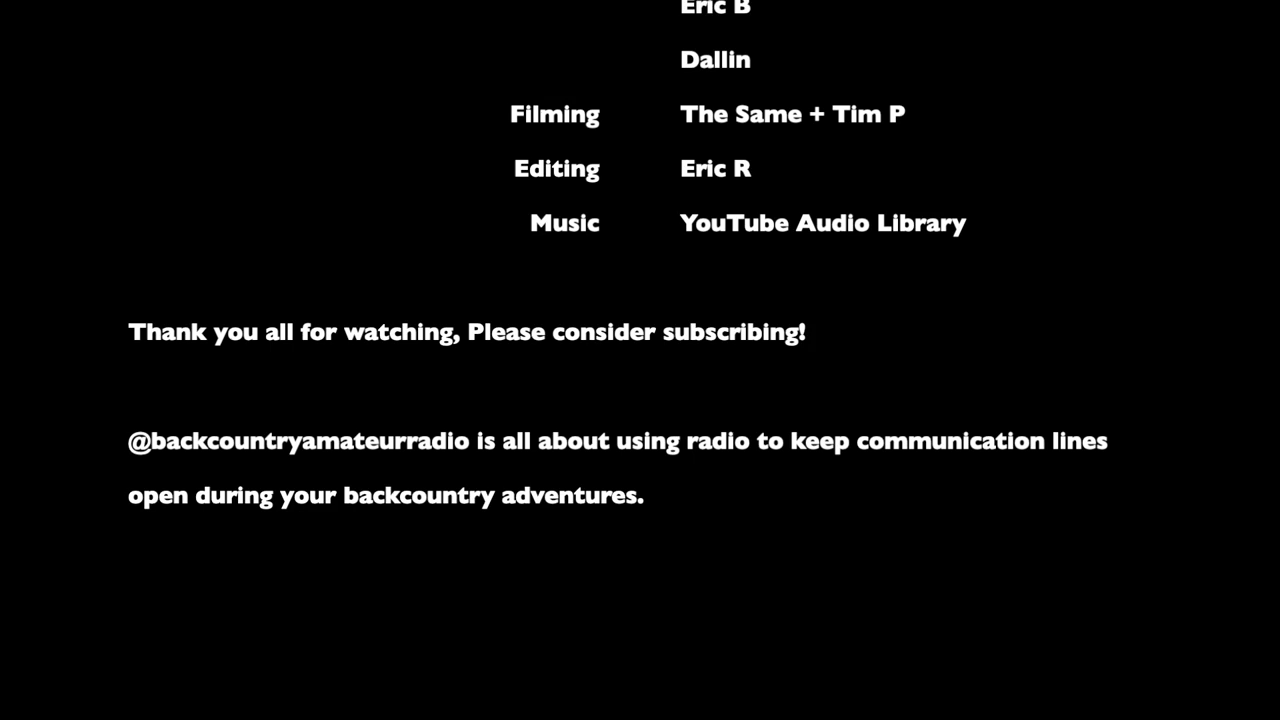 Eric B
Dallin
Filming The Same + Tim P
Editing Eric R
Music YouTube Audio Library
Thank you all for watching, Please consider subscribing!
@backcountryamateurradio is all about using radio to keep communication lines
open during your backcountry adventures.